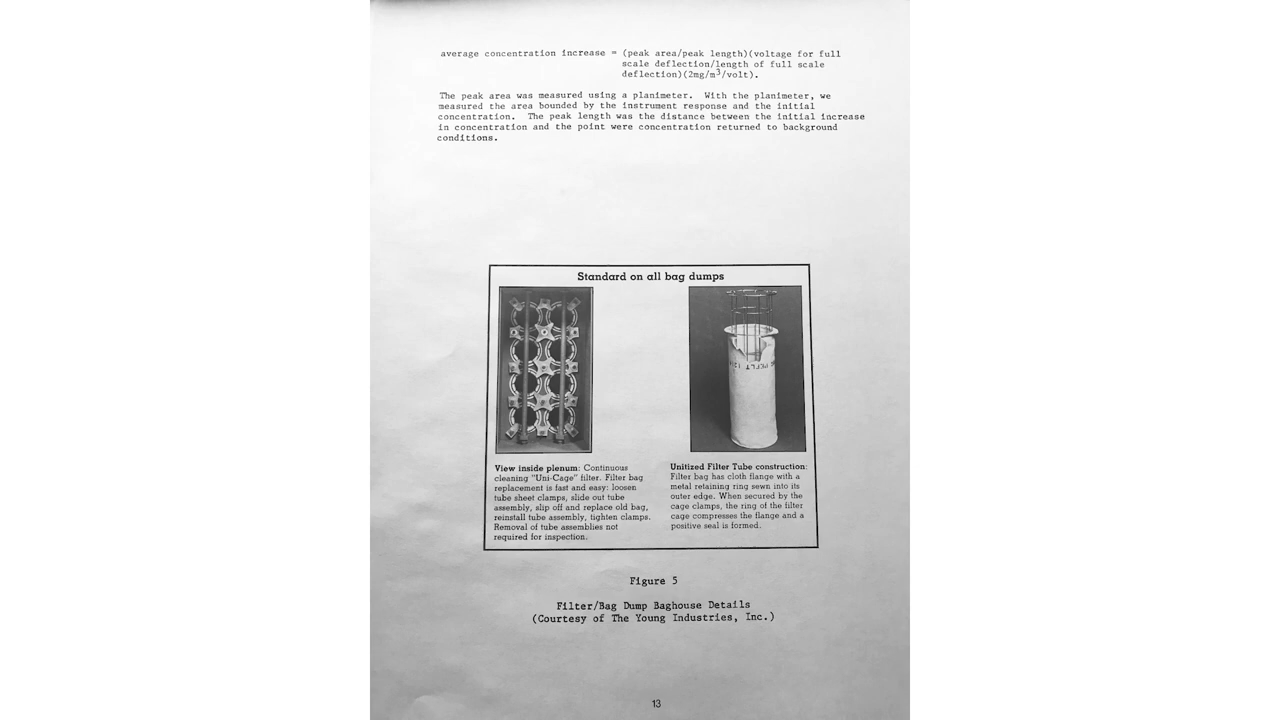 average concentration increase = (peak area/peak length)(voltage for full
scale deflection/length of full scale
deflection)(2mg/m³/volt).
The peak area was measured using a planimeter. With the planimeter, we
measured the area bounded by the instrument response and the initial
concentration. The peak length was the distance between the initial increase
in concentration and the point were concentration returned to background
conditions.
Standard on all bag dumps
View inside plenum: Continuous
cleaning "Uni-Cage" filter. Filter bag
replacement is fast and easy: loosen
tube sheet clamps, slide out tube
assembly, slip off and replace old bag,
reinstall tube assembly, tighten clamps.
Removal of tube assemblies not
required for inspection.
Unitized Filter Tube construction:
Filter bag has cloth flange with a
metal retaining ring sewn into its
outer edge. When secured by the
cage clamps, the ring of the filter
cage compresses the flange and a
positive seal is formed.
Figure 5
Filter/Bag Dump Baghouse Details
(Courtesy of The Young Industries, Inc.)
13